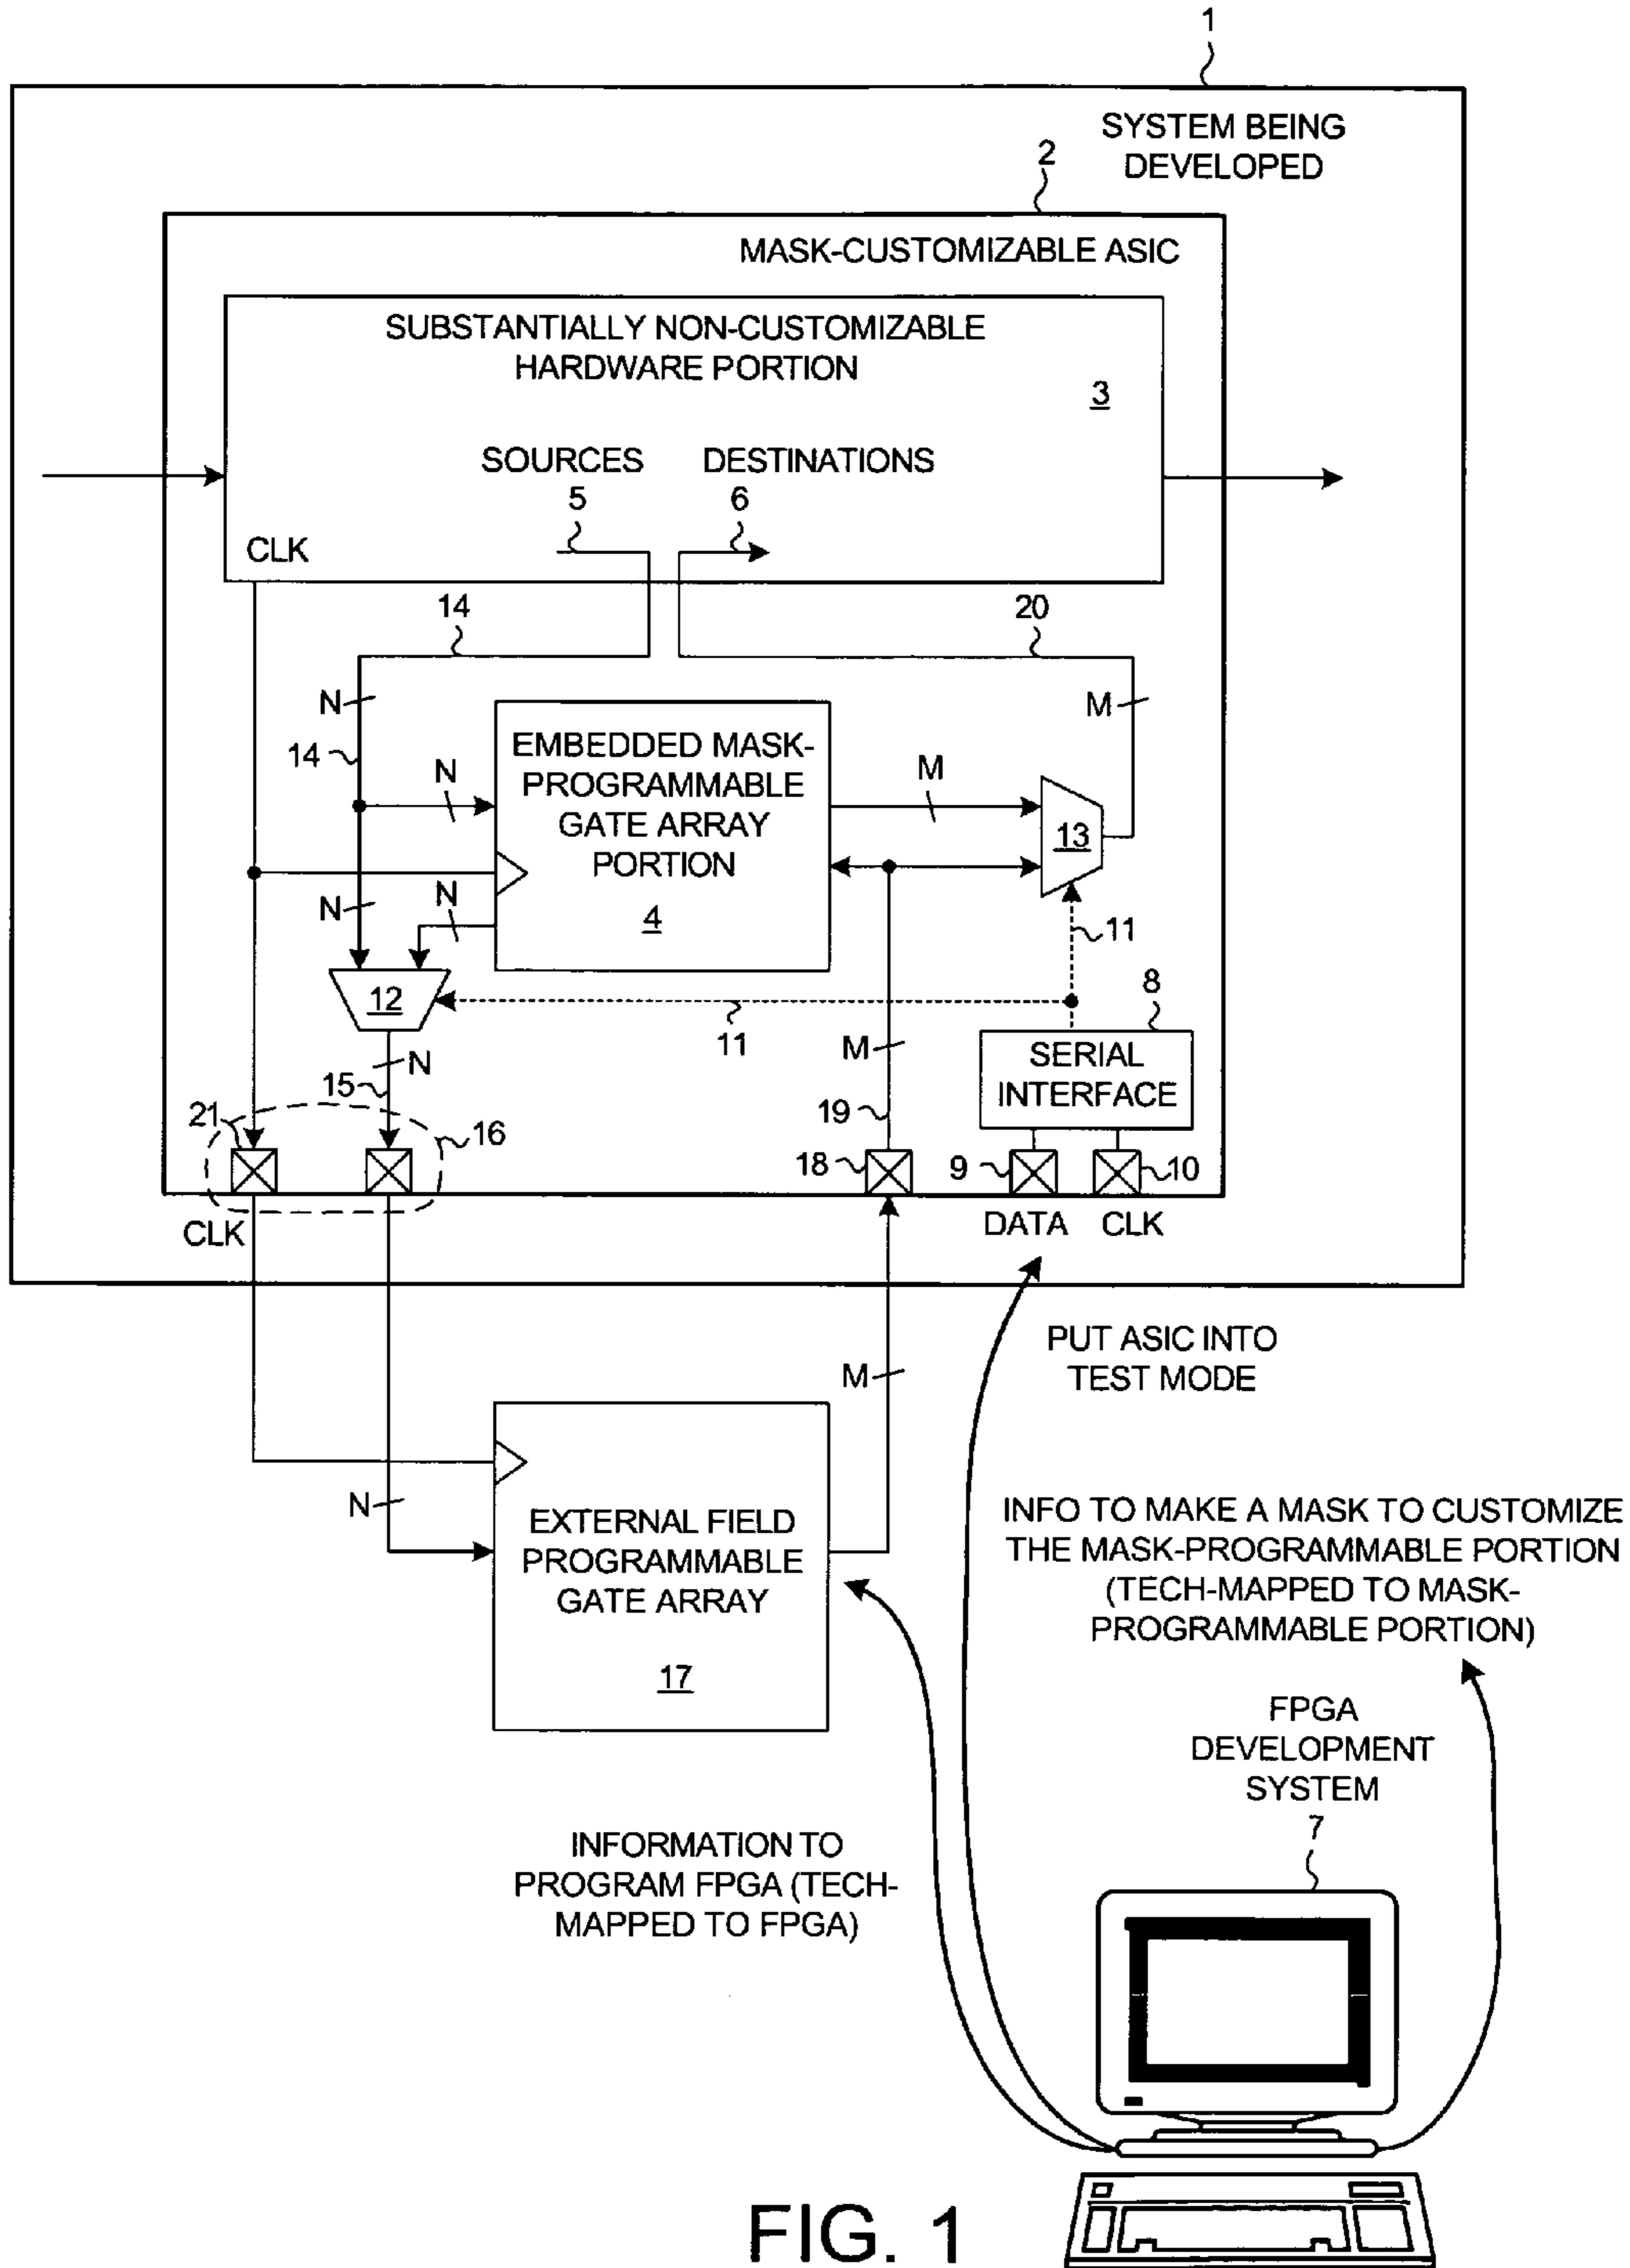 1
SYSTEM BEING
DEVELOPED
2
MASK-CUSTOMIZABLE ASIC
SUBSTANTIALLY NON-CUSTOMIZABLE
HARDWARE PORTION
3
SOURCES
DESTINATIONS
5
6
CLK
14
20
N
M
14
EMBEDDED MASK-
PROGRAMMABLE
GATE ARRAY
PORTION
4
N
M
13
N
N
11
12
11
8
SERIAL
INTERFACE
N
15
M
19
21
16
18
9
10
CLK
DATA
CLK
PUT ASIC INTO
TEST MODE
M
N
EXTERNAL FIELD
PROGRAMMABLE
GATE ARRAY
17
INFO TO MAKE A MASK TO CUSTOMIZE
THE MASK-PROGRAMMABLE PORTION
(TECH-MAPPED TO MASK-
PROGRAMMABLE PORTION)
FPGA
DEVELOPMENT
SYSTEM
7
INFORMATION TO
PROGRAM FPGA (TECH-
MAPPED TO FPGA)
FIG. 1